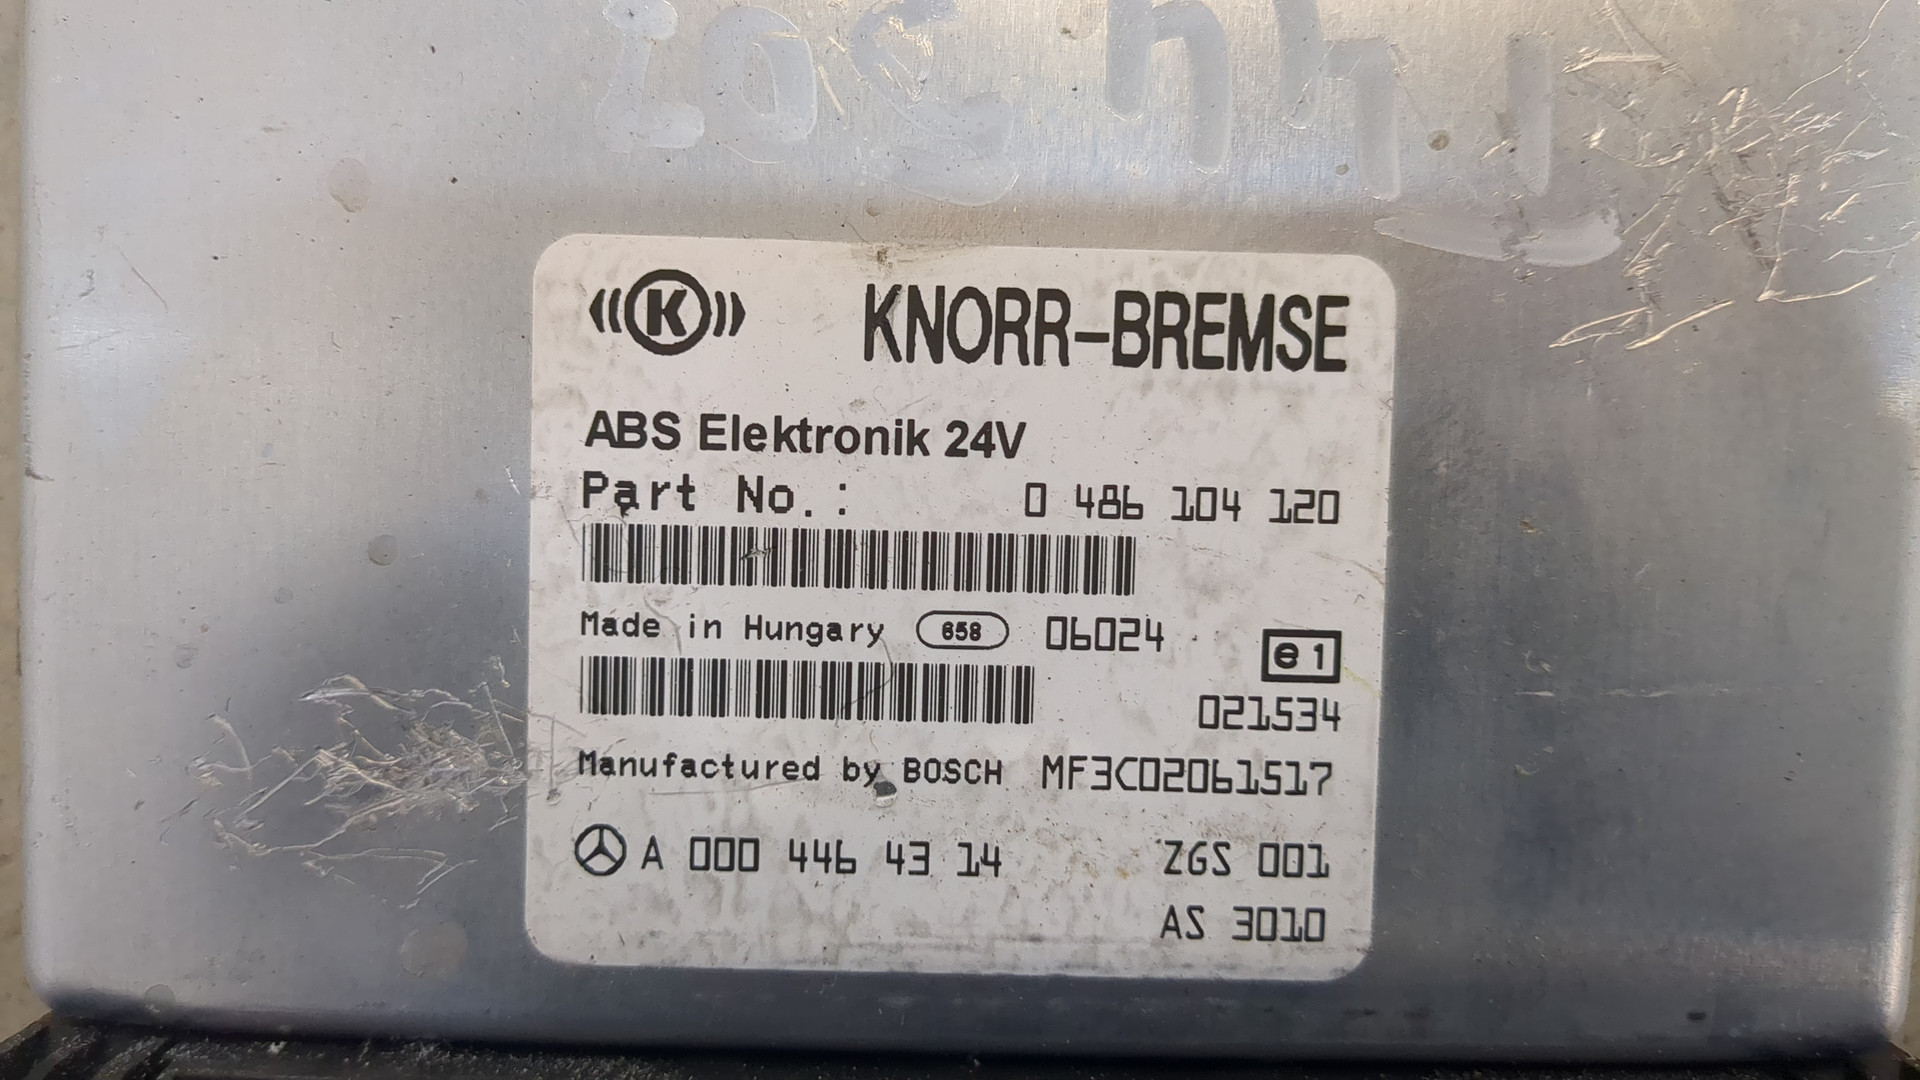 K KNORR-BREMSE
ABS Elektronik 24V
Part No.: 0 486 104 120
Made in Hungary 658 06024
e1
021534
Manufactured by BOSCH MF3C02061517
A 000 446 43 14 ZGS 001
AS 3010